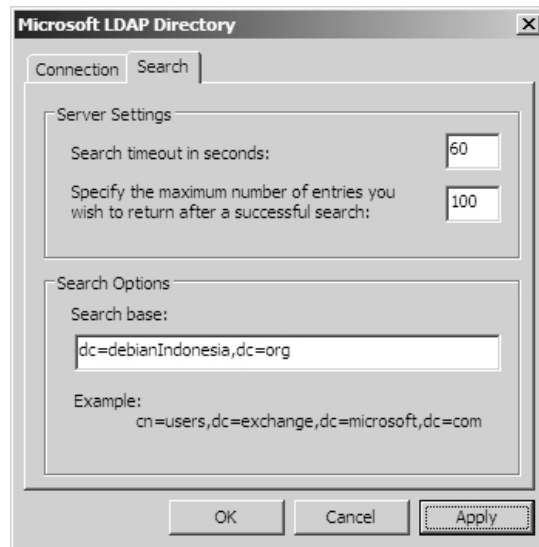 Microsoft LDAP Directory
Connection
Search
Server Settings
Search timeout in seconds:
60
Specify the maximum number of entries you
wish to return after a successful search:
100
Search Options
Search base:
dc=debianIndonesia,dc=org
Example:
cn=users,dc=exchange,dc=microsoft,dc=com
OK
Cancel
Apply